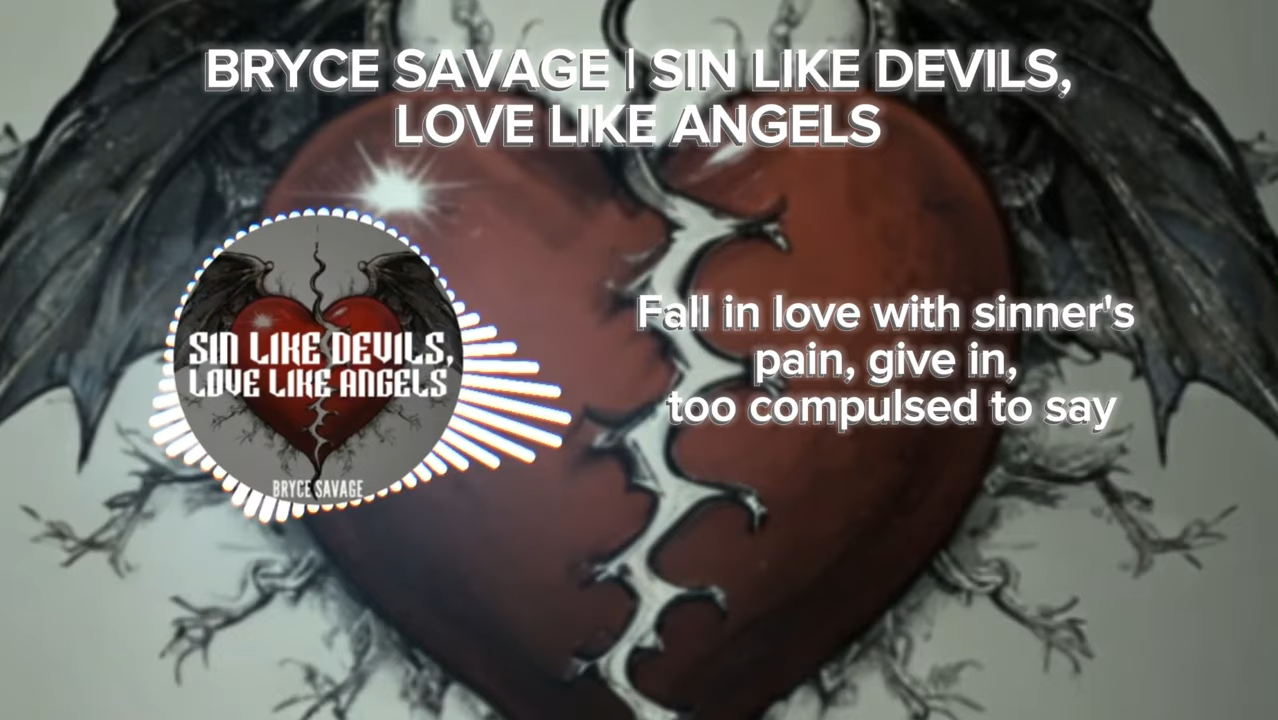 BRYCE SAVAGE | SIN LIKE DEVILS,
LOVE LIKE ANGELS
SIN LIKE DEVILS,
LOVE LIKE ANGELS
BRYCE SAVAGE
Fall in love with sinner's
pain, give in,
too compulsed to say